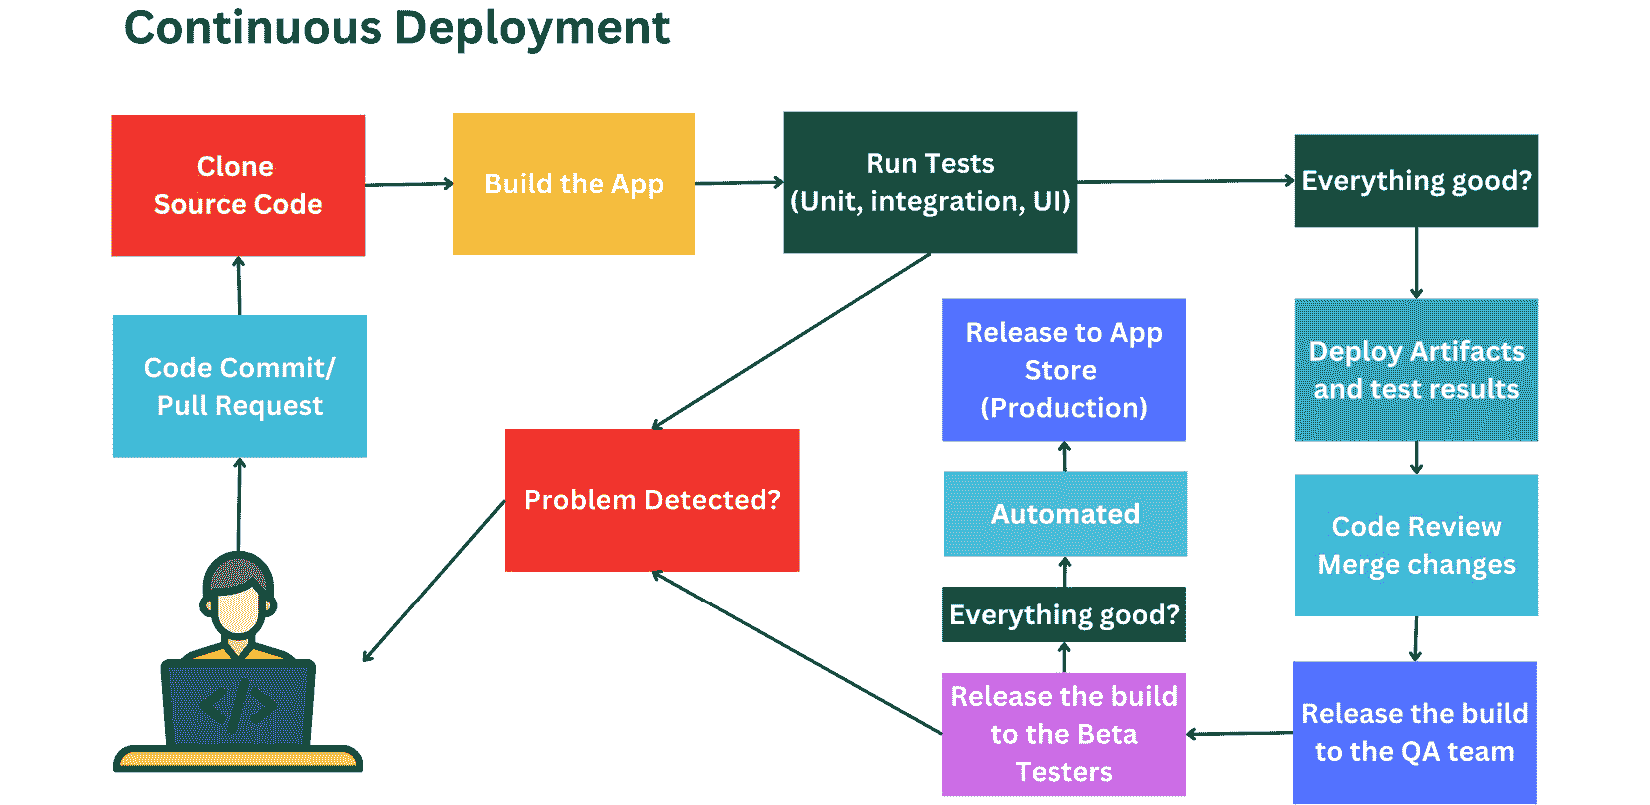 Continuous Deployment
Clone
Source Code
Build the App
Run Tests
(Unit, integration, UI)
Everything good?
Code Commit/
Pull Request
Release to App
Store
(Production)
Deploy Artifacts
and test results
Problem Detected?
Automated
Code Review
Merge changes
Everything good?
Release the build
to the Beta
Testers
Release the build
to the QA team
</>